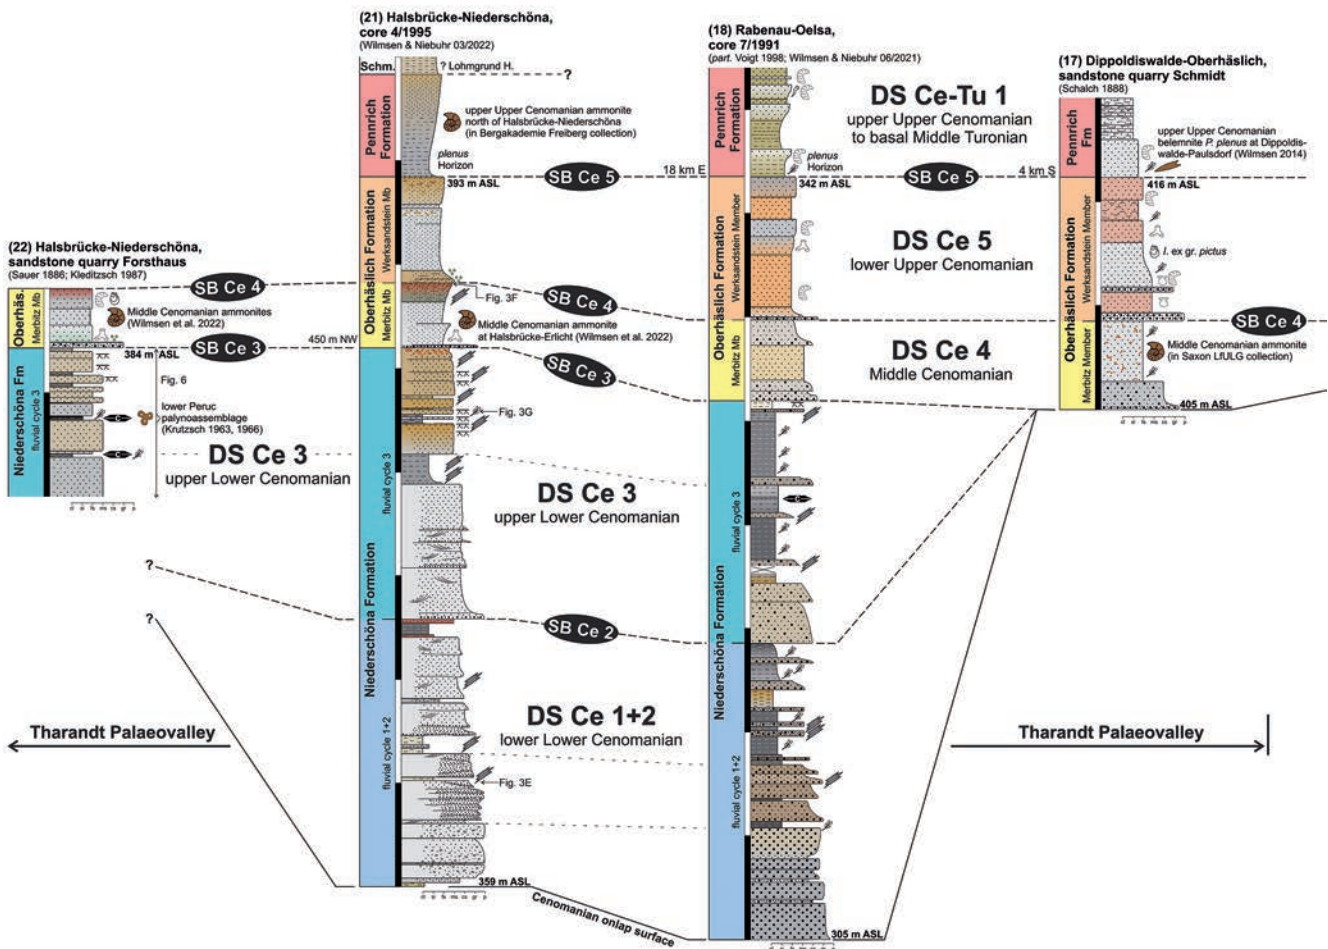 (21) Halsbrücke-Niederschöna,
core 4/1995
(Wilmsen & Niebuhr 03/2022)
Schm.
? Lohmgrund H.
?
Pennrich
Formation
upper Upper Cenomanian ammonite
north of Halsbrücke-Niederschöna
(in Bergakademie Freiberg collection)
plenus
Horizon
393 m ASL
18 km E
SB Ce 5
Oberhäslich Formation
Werksandstein Mb
Merbitz Mb
Fig. 3F
SB Ce 4
Middle Cenomanian ammonite
at Halsbrücke-Erlicht (Wilmsen et al. 2022)
SB Ce 3
Fig. 3G
Niederschöna Formation
fluvial cycle 3
fluvial cycle 1+2
DS Ce 3
upper Lower Cenomanian
SB Ce 2
DS Ce 1+2
lower Lower Cenomanian
Fig. 3E
359 m ASL
Cenomanian onlap surface
(22) Halsbrücke-Niederschöna,
sandstone quarry Forsthaus
(Sauer 1886; Kleditzsch 1987)
SB Ce 4
Oberhäs.
Merbitz Mb
Middle Cenomanian ammonites
(Wilmsen et al. 2022)
SB Ce 3
450 m NW
384 m ASL
Niederschöna Fm
fluvial cycle 3
Fig. 6
C
lower Peruc
palynoassemblage
(Krutzsch 1963, 1966)
C
DS Ce 3
upper Lower Cenomanian
?
?
Tharandt Palaeovalley
(18) Rabenau-Oelsa,
core 7/1991
(part. Voigt 1998; Wilmsen & Niebuhr 06/2021)
Pennrich
Formation
DS Ce-Tu 1
upper Upper Cenomanian
to basal Middle Turonian
plenus
Horizon
342 m ASL
SB Ce 5
4 km S
Oberhäslich Formation
Werksandstein Member
Merbitz Mb
DS Ce 5
lower Upper Cenomanian
DS Ce 4
Middle Cenomanian
Niederschöna Formation
fluvial cycle 3
fluvial cycle 1+2
C
305 m ASL
Tharandt Palaeovalley
(17) Dippoldiswalde-Oberhäslich,
sandstone quarry Schmidt
(Schalch 1888)
Pennrich
Fm
upper Upper Cenomanian
belemnite P. plenus at Dippoldis-
walde-Paulsdorf (Wilmsen 2014)
416 m ASL
Oberhäslich Formation
Werksandstein Member
Merbitz Member
I. ex gr. pictus
SB Ce 4
Middle Cenomanian ammonite
(in Saxon LfULG collection)
405 m ASL